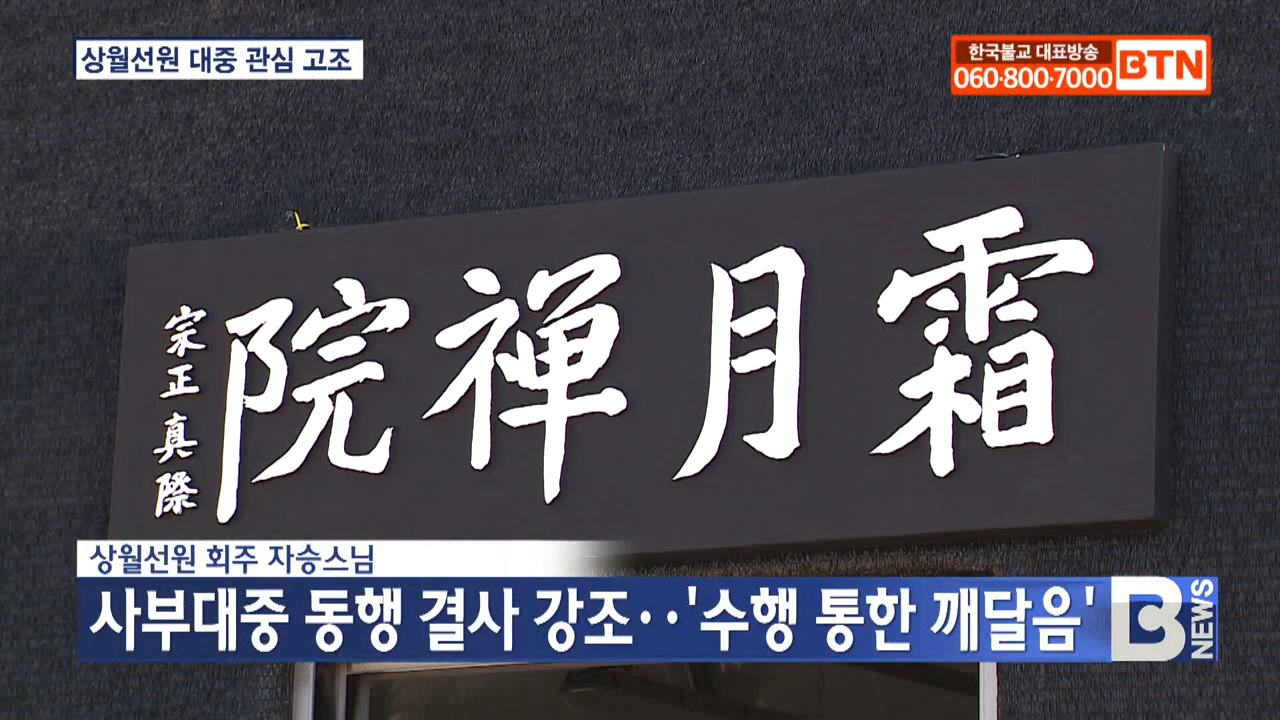 상월선원 대중 관심 고조
한국불교 대표방송
060·800·7000 BTN
霜月禅院
宗正 真際
상월선원 회주 자승스님
사부대중 동행 결사 강조‥'수행 통한 깨달음'
B NEWS